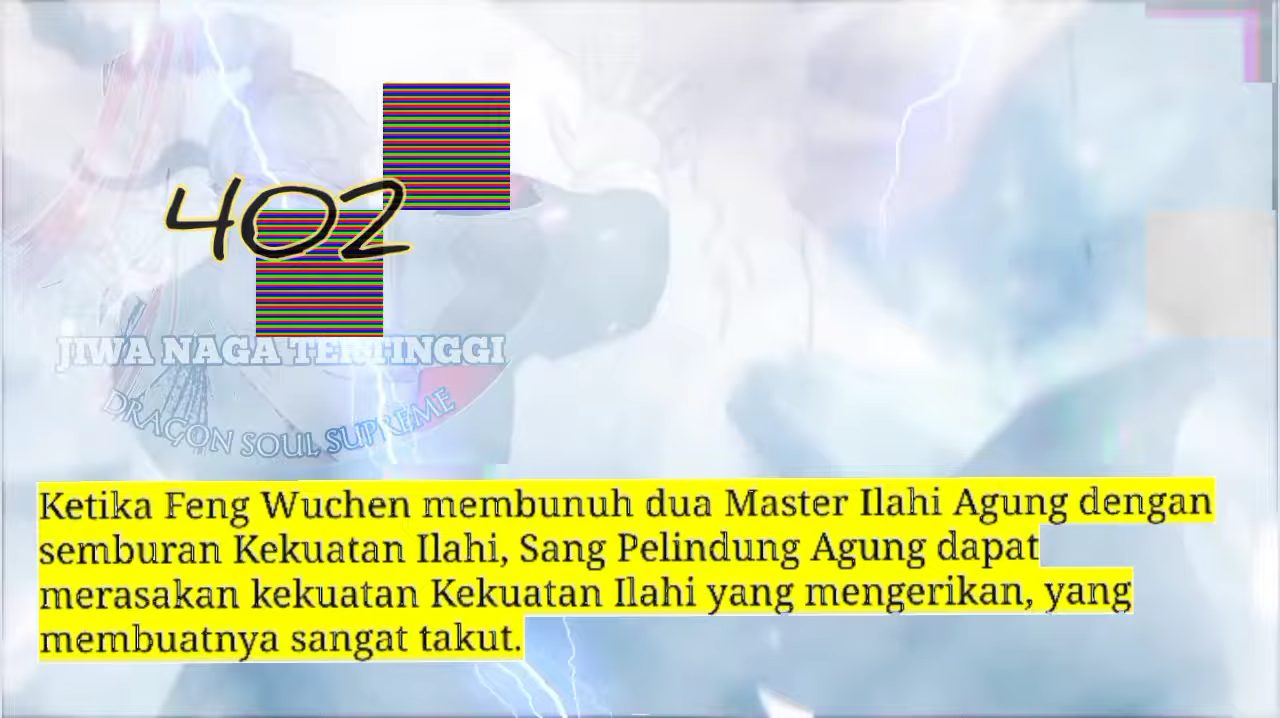 402
JIWA NAGA TERTINGGI
DRAGON SOUL SUPREME
Ketika Feng Wuchen membunuh dua Master Ilahi Agung dengan
semburan Kekuatan Ilahi, Sang Pelindung Agung dapat
merasakan kekuatan Kekuatan Ilahi yang mengerikan, yang
membuatnya sangat takut.